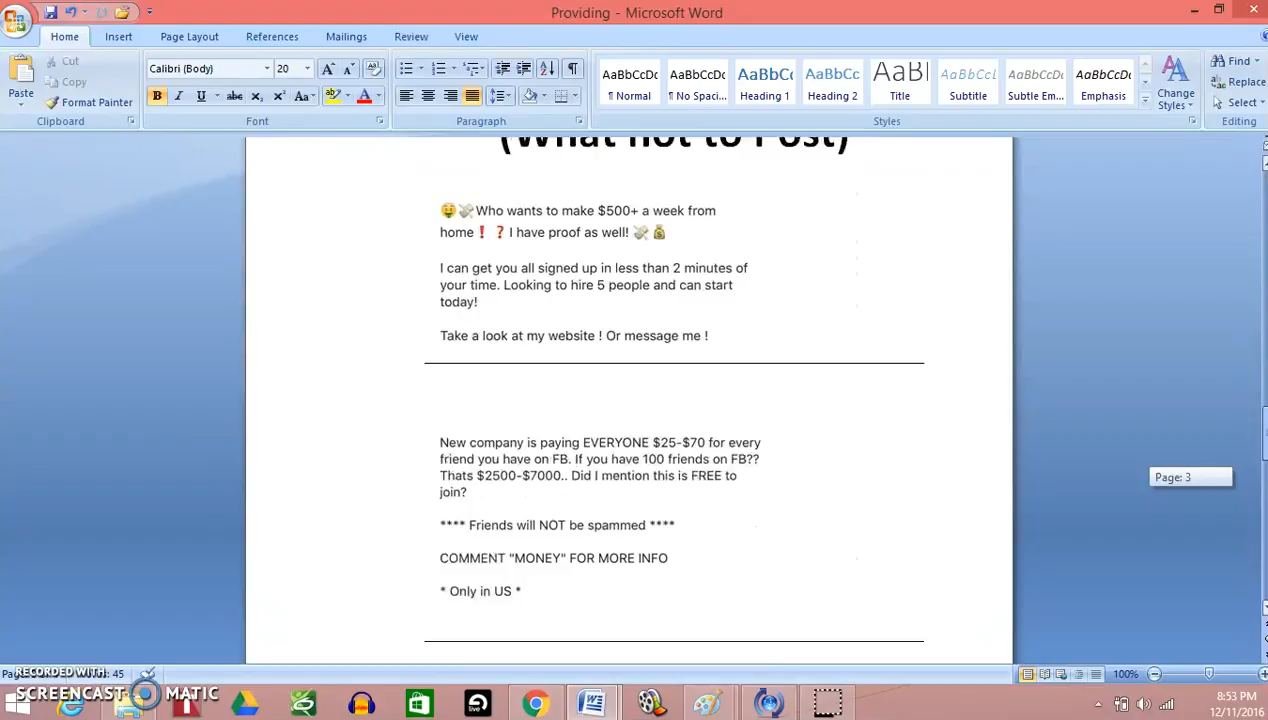 Providing - Microsoft Word
Home Insert Page Layout References Mailings Review View
Cut
Copy
Format Painter
Paste
Clipboard
Calibri (Body) 20
Font
Paragraph
AaBbCcDc AaBbCcDc AaBbCc AaBbCc AaB AaBbCcL AaBbCcDc AaBbCcDc
¶ Normal ¶ No Spaci... Heading 1 Heading 2 Title Subtitle Subtle Em... Emphasis
Change
Styles
Styles
Find
Replace
Select
Editing
(What not to Post)
🤑💸Who wants to make $500+ a week from
home❗❓I have proof as well! 💸💰
I can get you all signed up in less than 2 minutes of
your time. Looking to hire 5 people and can start
today!
Take a look at my website ! Or message me !
New company is paying EVERYONE $25-$70 for every
friend you have on FB. If you have 100 friends on FB??
Thats $2500-$7000.. Did I mention this is FREE to
join?
**** Friends will NOT be spammed ****
COMMENT "MONEY" FOR MORE INFO
* Only in US *
Page: 3
45
100%
RECORDED WITH
SCREENCAST MATIC
8:53 PM
12/11/2016